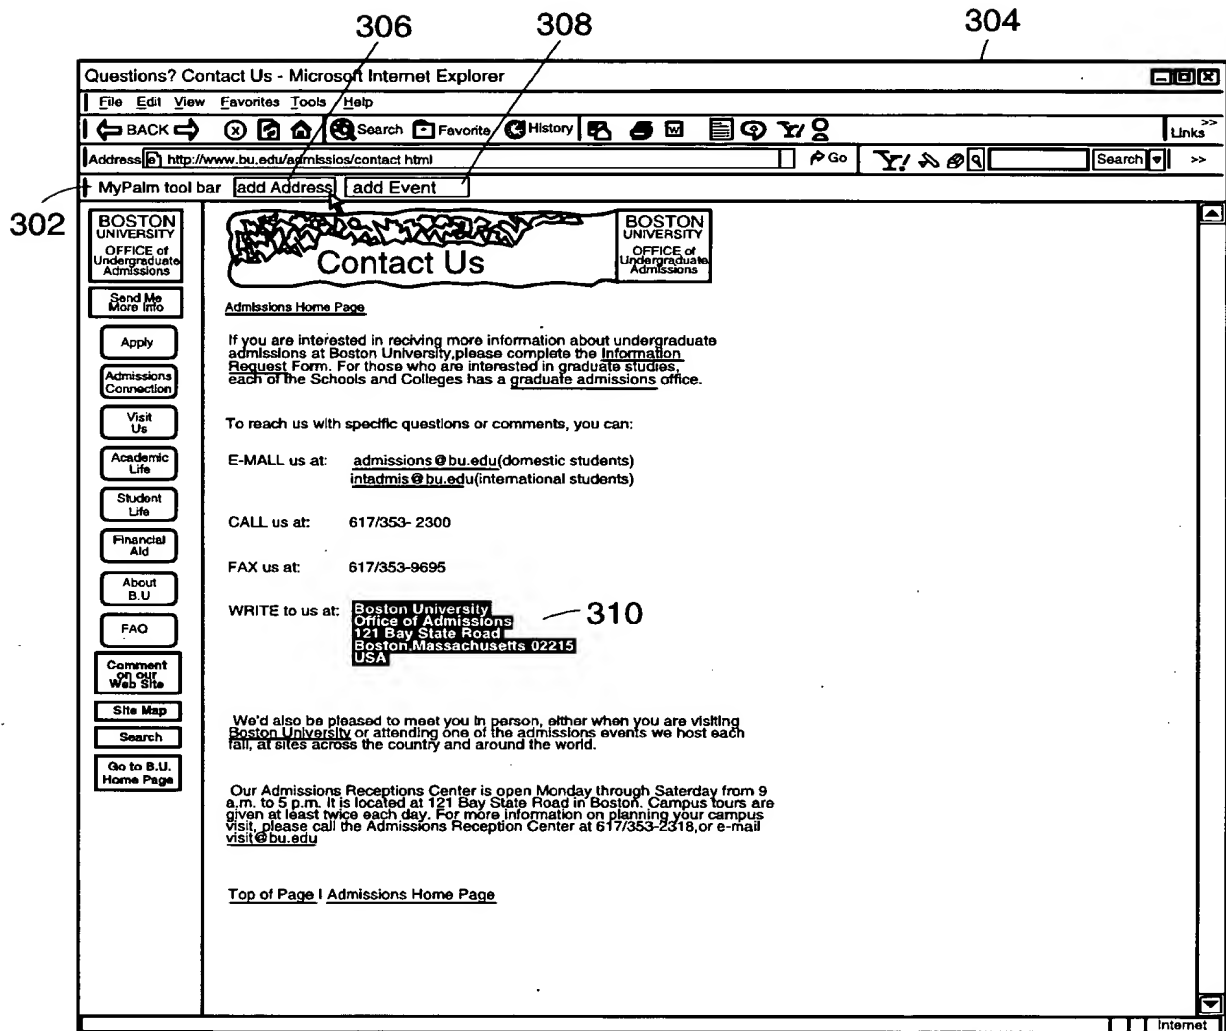 306 308 304
Questions? Contact Us - Microsoft Internet Explorer
File Edit View Favorites Tools Help
BACK Search Favorite History Links >>
Address http://www.bu.edu/admissios/contact html Go Y! Search >>
302
MyPalm tool bar add Address add Event
BOSTON
UNIVERSITY
OFFICE of
Undergraduate
Admissions
Send Me
More Info
Apply
Admissions
Connection
Visit
Us
Academic
Life
Student
Life
Financial
Aid
About
B.U
FAQ
Comment
on our
Web Site
Site Map
Search
Go to B.U.
Home Page
Contact Us
BOSTON
UNIVERSITY
OFFICE of
Undergraduate
Admissions
Admissions Home Page
If you are interested in reciving more information about undergraduate
admissions at Boston University,please complete the Information
Request Form. For those who are interested in graduate studies,
each of the Schools and Colleges has a graduate admissions office.
To reach us with specific questions or comments, you can:
E-MALL us at: admissions@bu.edu(domestic students)
intadmis@bu.edu(international students)
CALL us at: 617/353- 2300
FAX us at: 617/353-9695
WRITE to us at: Boston University
Office of Admissions
121 Bay State Road
Boston,Massachusetts 02215
USA
310
We'd also be pleased to meet you in person, either when you are visiting
Boston University or attending one of the admissions events we host each
fall, at sites across the country and around the world.
Our Admissions Receptions Center is open Monday through Saterday from 9
a.m. to 5 p.m. It is located at 121 Bay State Road in Boston. Campus tours are
given at least twice each day. For more information on planning your campus
visit, please call the Admissions Reception Center at 617/353-2318,or e-mail
visit@bu.edu
Top of Page I Admissions Home Page
Internet